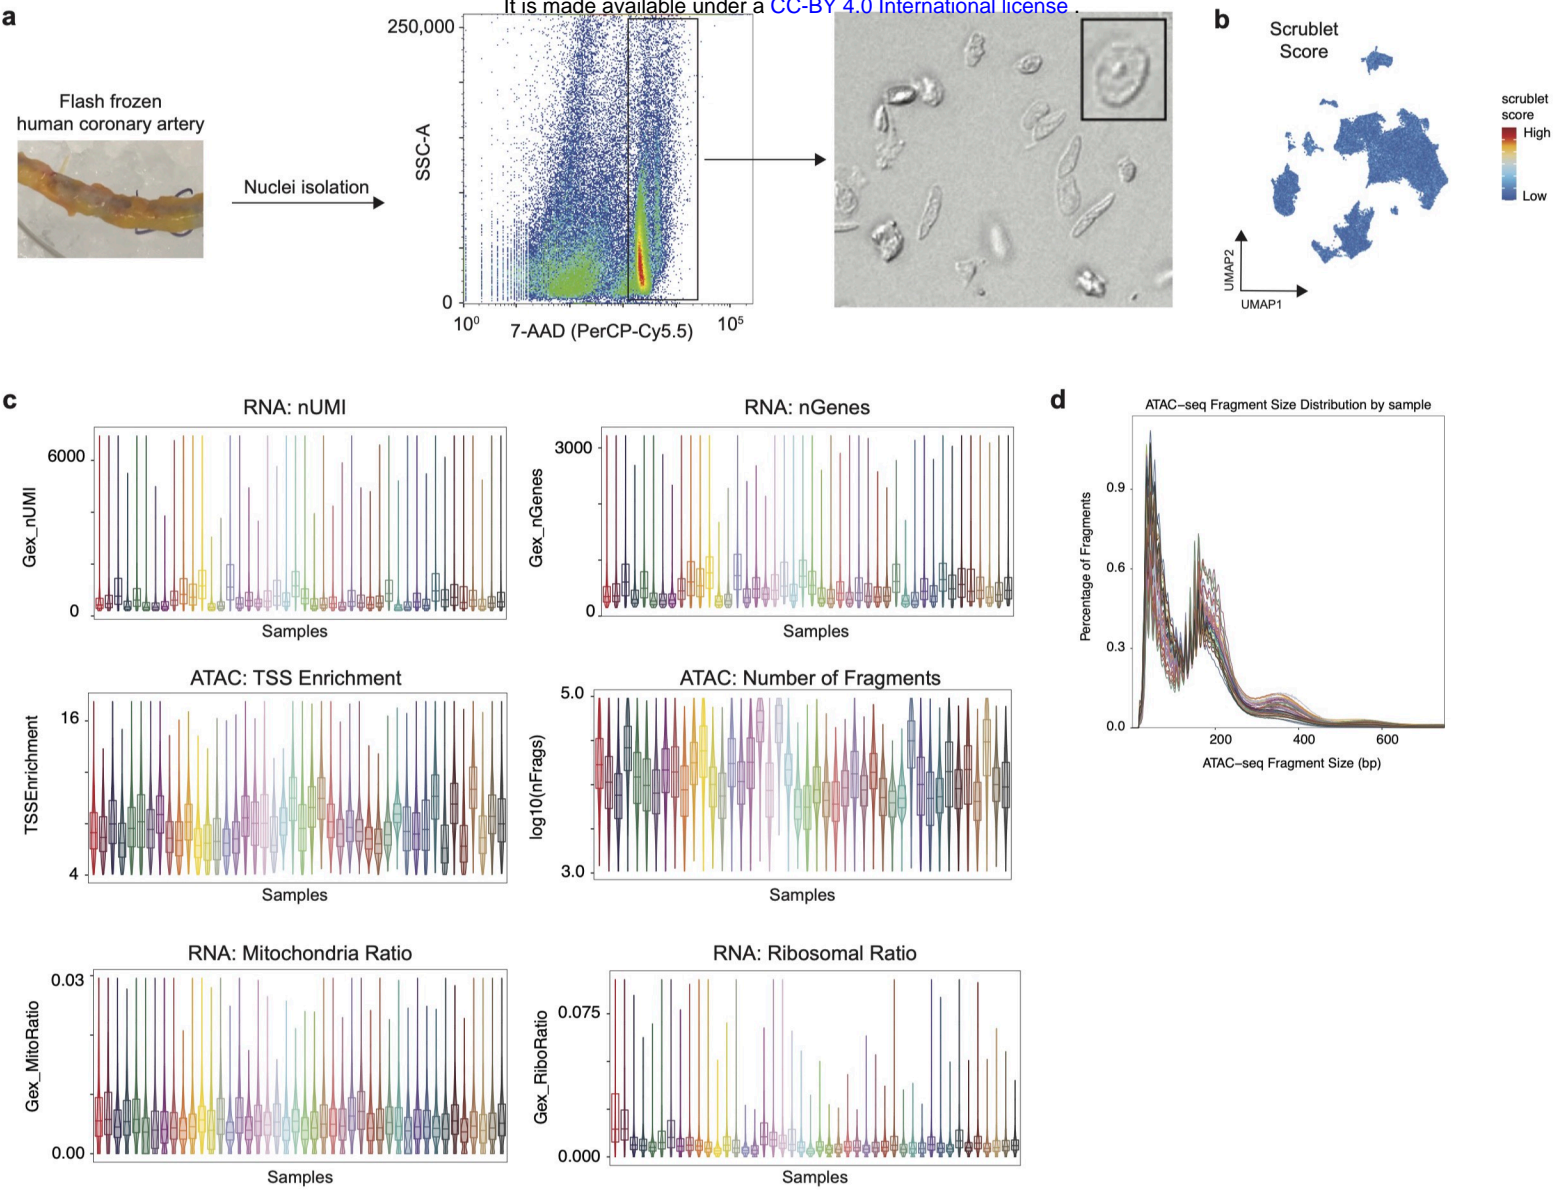 It is made available under a CC-BY 4.0 International license .
a
Flash frozen
human coronary artery
Nuclei isolation
250,000
SSC-A
0
10⁰
7-AAD (PerCP-Cy5.5)
10⁵
b
Scrublet
Score
scrublet
score
High
Low
UMAP2
UMAP1
c
RNA: nUMI
6000
Gex_nUMI
0
Samples
RNA: nGenes
3000
Gex_nGenes
0
Samples
ATAC: TSS Enrichment
16
TSSEnrichment
4
Samples
ATAC: Number of Fragments
5.0
log10(nFrags)
3.0
Samples
RNA: Mitochondria Ratio
0.03
Gex_MitoRatio
0.00
Samples
RNA: Ribosomal Ratio
0.075
Gex_RiboRatio
0.000
Samples
d
ATAC–seq Fragment Size Distribution by sample
Percentage of Fragments
0.9
0.6
0.3
0.0
200
400
600
ATAC–seq Fragment Size (bp)